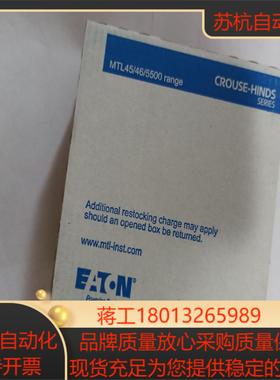 苏杭自动化
MTL45/46/5500 range
CROUSE-HINDS
SERIES
Additional restocking charge may apply
should an opened box be returned.
www.mtl-inst.com
EATON
蒋工18013265989
自动化 品牌质量放心采购质量保
开票 现货充足为您提供稳定的